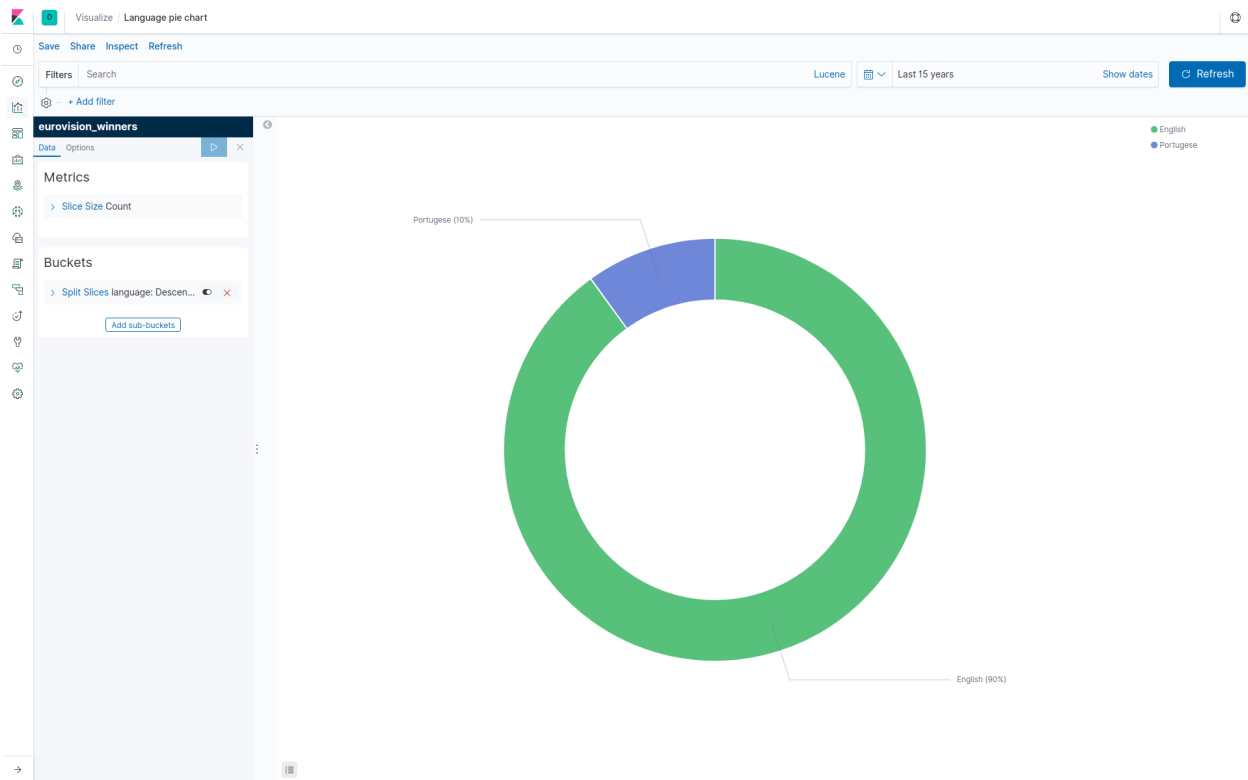 D Visualize / Language pie chart
Save Share Inspect Refresh
Filters Search Lucene Last 15 years Show dates Refresh
+ Add filter
eurovision_winners
Data Options
English
Portugese
Metrics
Slice Size Count
Buckets
Split Slices language: Descen...
Add sub-buckets
Portugese (10%)
English (90%)